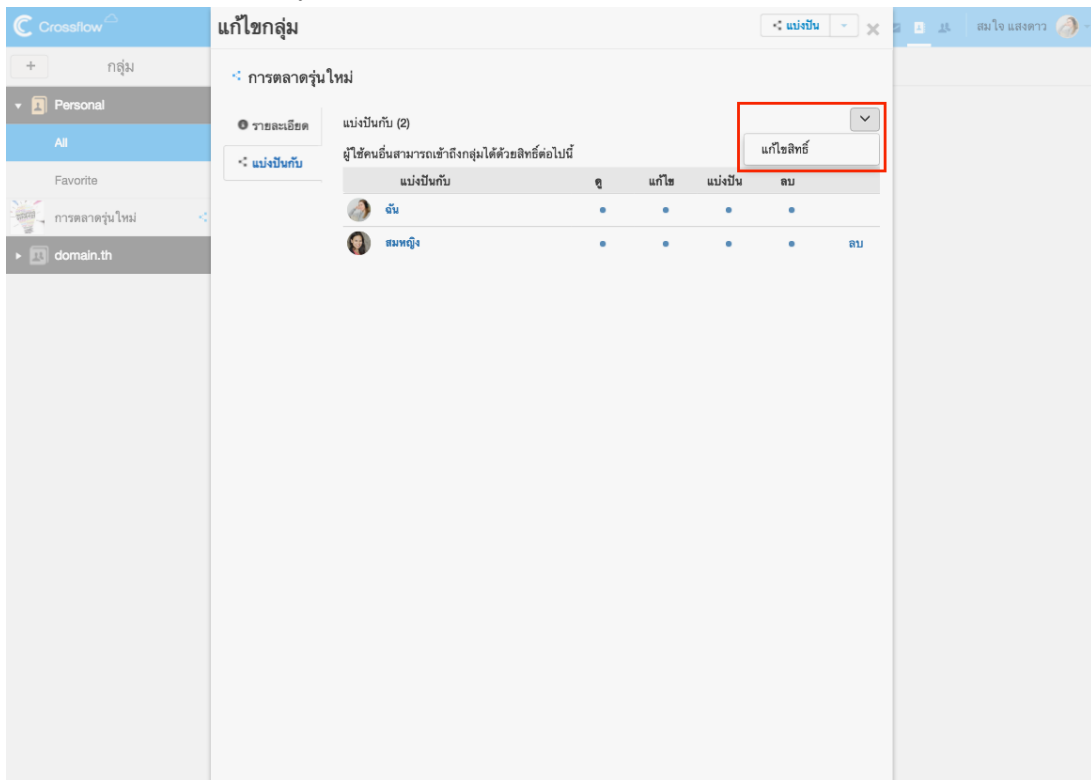 Crossflow
แก้ไขกลุ่ม
แบ่งปัน
สมใจ แสงดาว
+ กลุ่ม
การตลาดรุ่นใหม่
Personal
All
Favorite
การตลาดรุ่นใหม่
domain.th
รายละเอียด
แบ่งปันกับ
แบ่งปันกับ (2)
แก้ไขสิทธิ์
ผู้ใช้คนอื่นสามารถเข้าถึงกลุ่มได้ด้วยสิทธิ์ต่อไปนี้
แบ่งปันกับ ดู แก้ไข แบ่งปัน ลบ
ฉัน
สมหญิง ลบ